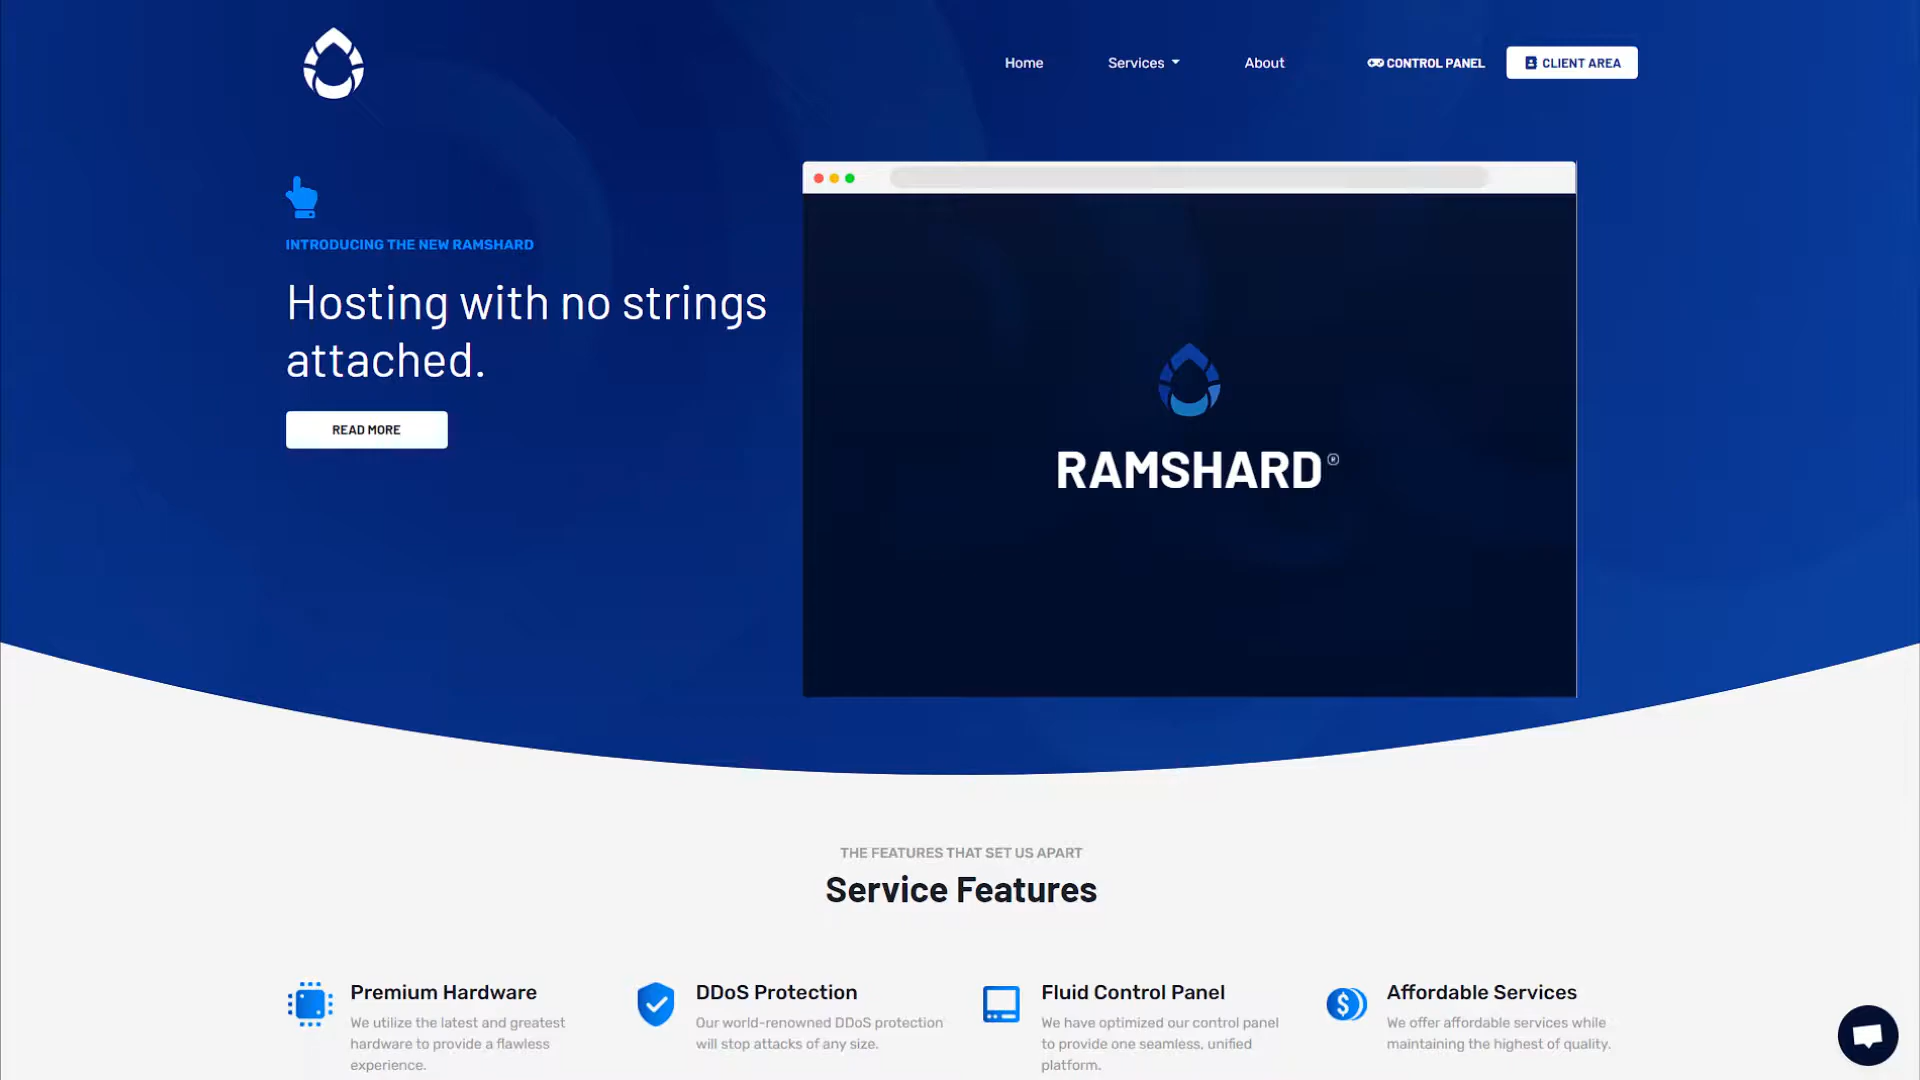 Home
Services
About
CONTROL PANEL
CLIENT AREA
INTRODUCING THE NEW RAMSHARD
Hosting with no strings
attached.
READ MORE
RAMSHARD®
THE FEATURES THAT SET US APART
Service Features
Premium Hardware
We utilize the latest and greatest
hardware to provide a flawless
experience.
DDoS Protection
Our world-renowned DDoS protection
will stop attacks of any size.
Fluid Control Panel
We have optimized our control panel
to provide one seamless, unified
platform.
Affordable Services
We offer affordable services while
maintaining the highest of quality.